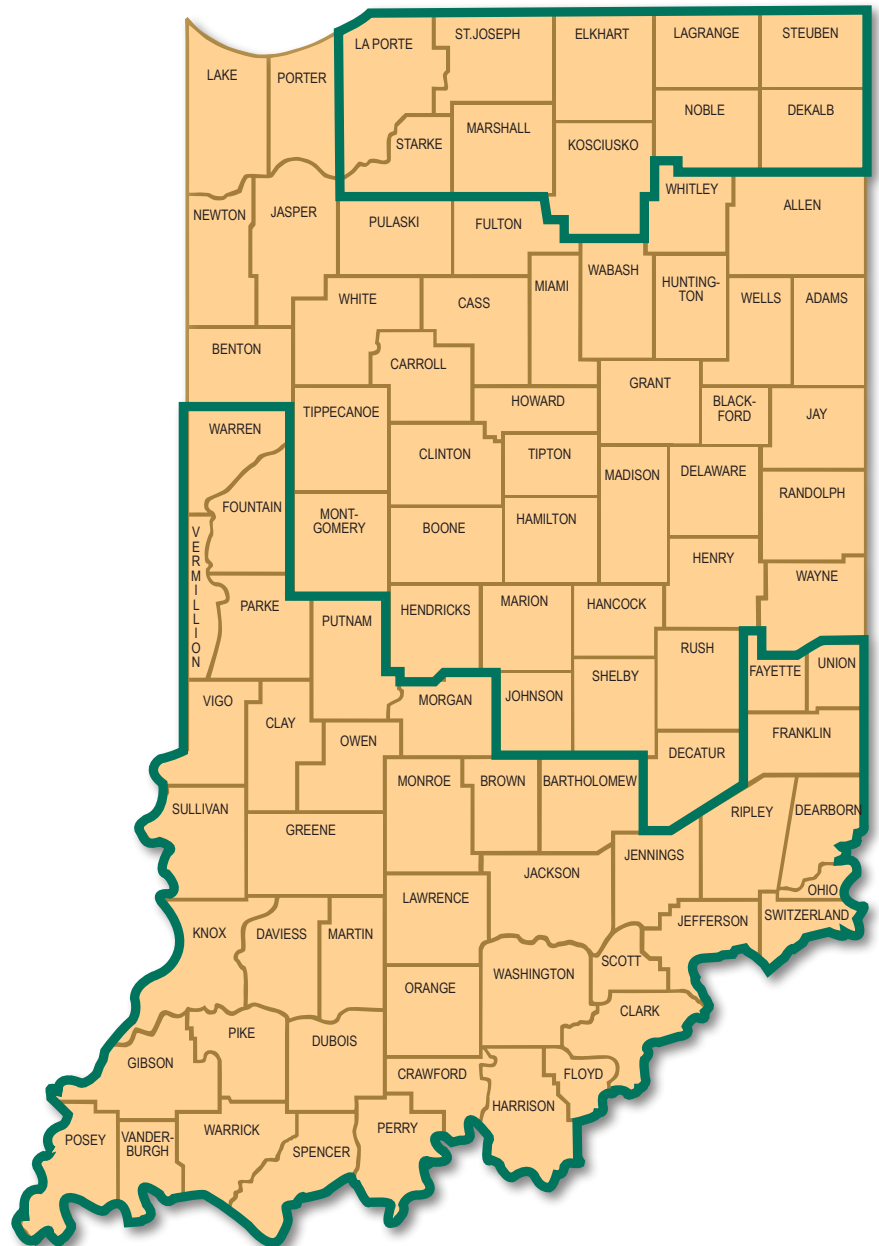 LA PORTE
ST.JOSEPH
ELKHART
LAGRANGE
STEUBEN
LAKE
PORTER
NOBLE
DEKALB
STARKE
MARSHALL
KOSCIUSKO
WHITLEY
ALLEN
NEWTON
JASPER
PULASKI
FULTON
WABASH
MIAMI
HUNTING-
TON
WHITE
CASS
WELLS
ADAMS
BENTON
CARROLL
GRANT
HOWARD
BLACK-
FORD
JAY
TIPPECANOE
WARREN
CLINTON
TIPTON
MADISON
DELAWARE
RANDOLPH
FOUNTAIN
MONT-
GOMERY
BOONE
HAMILTON
VERMILLION
HENRY
WAYNE
PARKE
PUTNAM
HENDRICKS
MARION
HANCOCK
RUSH
FAYETTE
UNION
VIGO
CLAY
MORGAN
JOHNSON
SHELBY
OWEN
FRANKLIN
DECATUR
MONROE
BROWN
BARTHOLOMEW
SULLIVAN
GREENE
RIPLEY
DEARBORN
JENNINGS
JACKSON
OHIO
LAWRENCE
KNOX
DAVIESS
MARTIN
JEFFERSON
SWITZERLAND
SCOTT
WASHINGTON
ORANGE
CLARK
PIKE
DUBOIS
GIBSON
CRAWFORD
FLOYD
HARRISON
POSEY
VANDER-
BURGH
WARRICK
SPENCER
PERRY